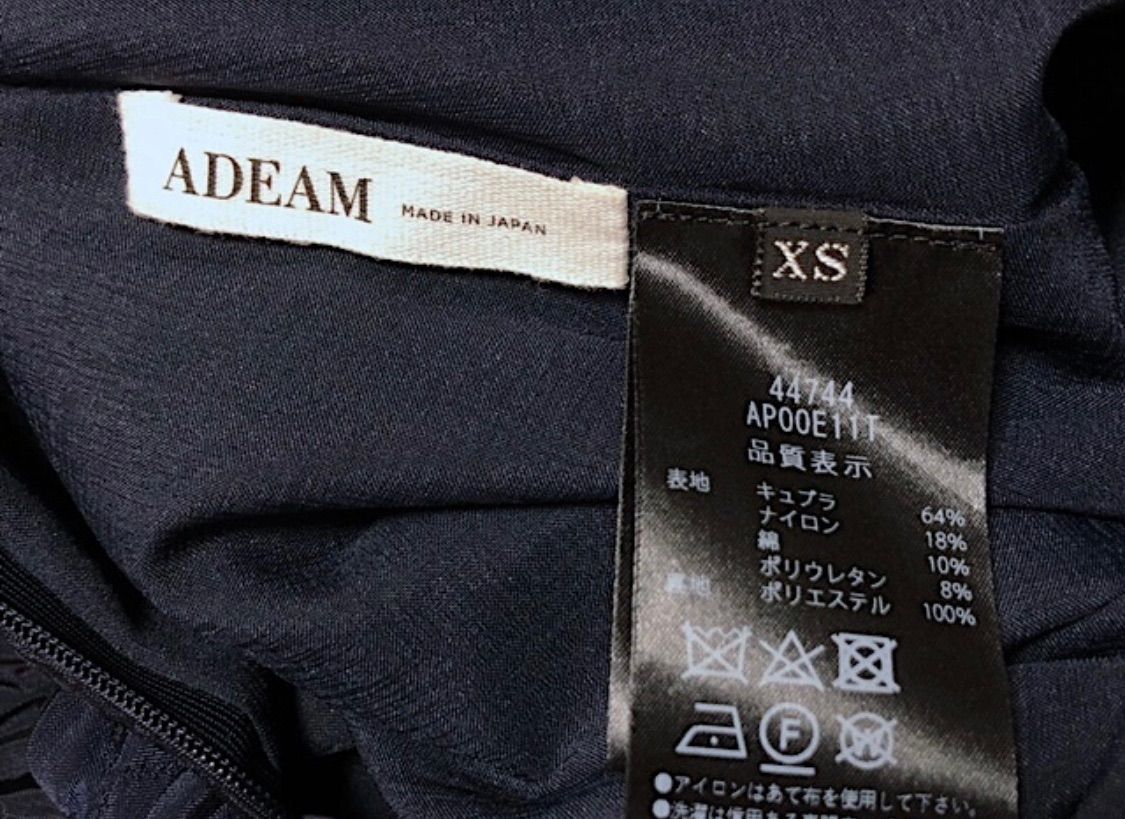 ADEAM MADE IN JAPAN
XS
44744
AP00E11T
品質表示
表地 キュプラ 64%
ナイロン 18%
綿 10%
ポリウレタン 8%
裏地 ポリエステル 100%
F W
●アイロンはあて布を使用して下さい。